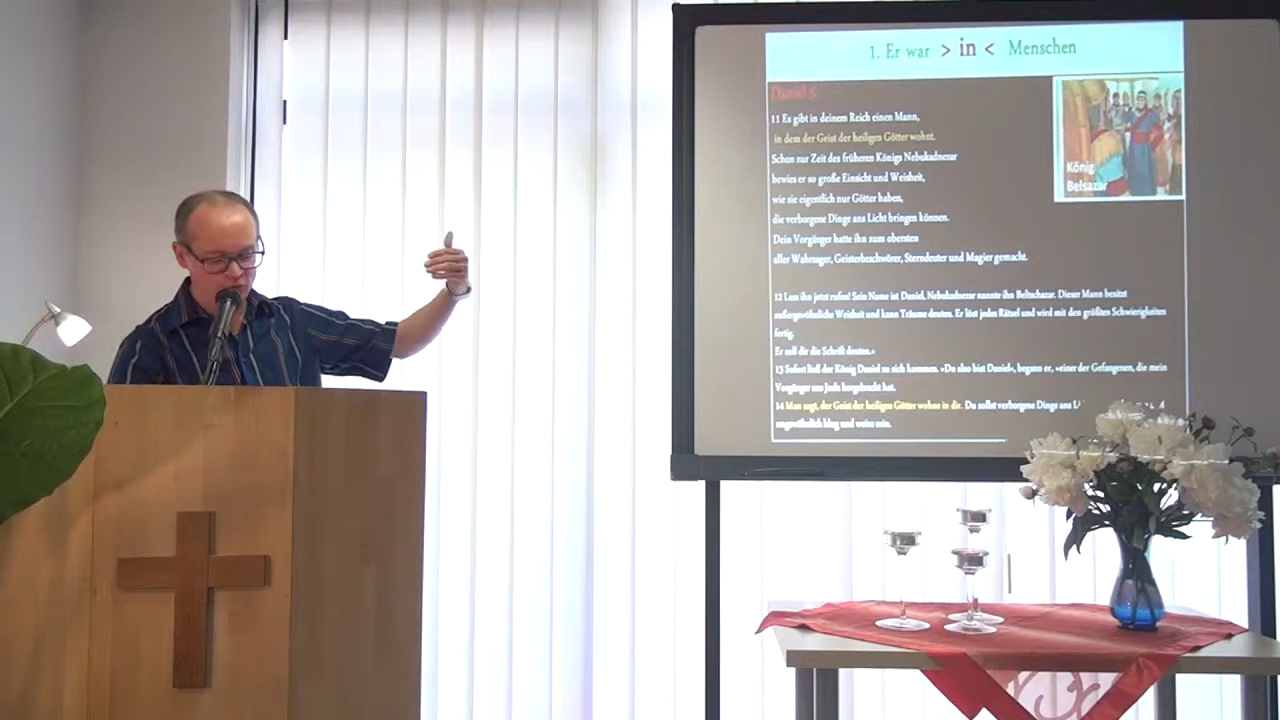 1. Er war > in < Menschen
Daniel 5
11 Es gibt in deinem Reich einen Mann,
in dem der Geist der heiligen Götter wohnt.
Schon zur Zeit des früheren Königs Nebukadnezar
bewies er so große Einsicht und Weisheit,
wie sie eigentlich nur Götter haben,
die verborgene Dinge ans Licht bringen können.
Dein Vorgänger hatte ihn zum obersten
aller Wahrsager, Geisterbeschwörer, Sterndeuter und Magier gemacht.
König
Belsazar
12 Lass ihn jetzt rufen! Sein Name ist Daniel, Nebukadnezar nannte ihn Beltschazar. Dieser Mann besitzt
außergewöhnliche Weisheit und kann Träume deuten. Er löst jedes Rätsel und wird mit den größten Schwierigkeiten
fertig.
Er soll dir die Schrift deuten.«
13 Sofort ließ der König Daniel zu sich kommen. »Du also bist Daniel«, begann er, »einer der Gefangenen, die mein
Vorgänger aus Juda hergebracht hat.
14 Man sagt, der Geist der heiligen Götter wohne in dir. Du sollst verborgene Dinge ans
ungewöhnlich klug und weise sein.